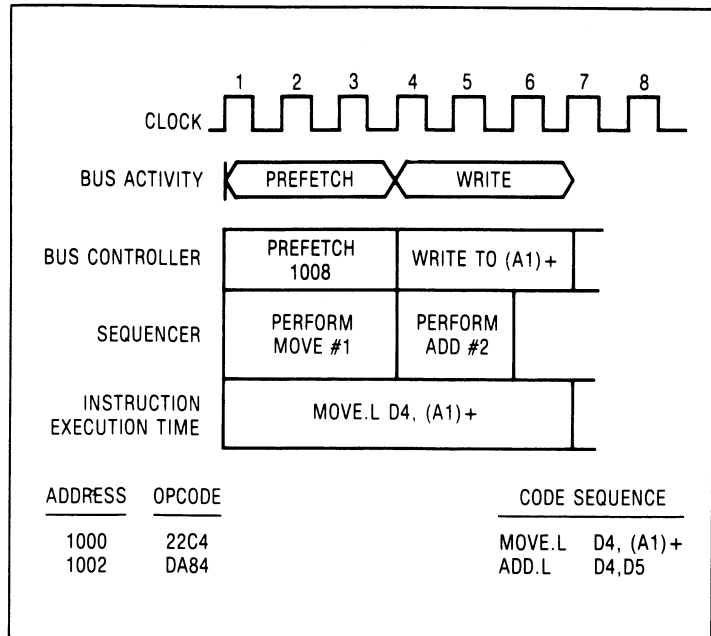 1 2 3 4 5 6 7 8
CLOCK
BUS ACTIVITY PREFETCH WRITE
BUS CONTROLLER PREFETCH 1008 WRITE TO (A1)+
SEQUENCER PERFORM MOVE #1 PERFORM ADD #2
INSTRUCTION EXECUTION TIME MOVE.L D4, (A1)+
ADDRESS OPCODE CODE SEQUENCE
1000 22C4 MOVE.L D4, (A1)+
1002 DA84 ADD.L D4,D5